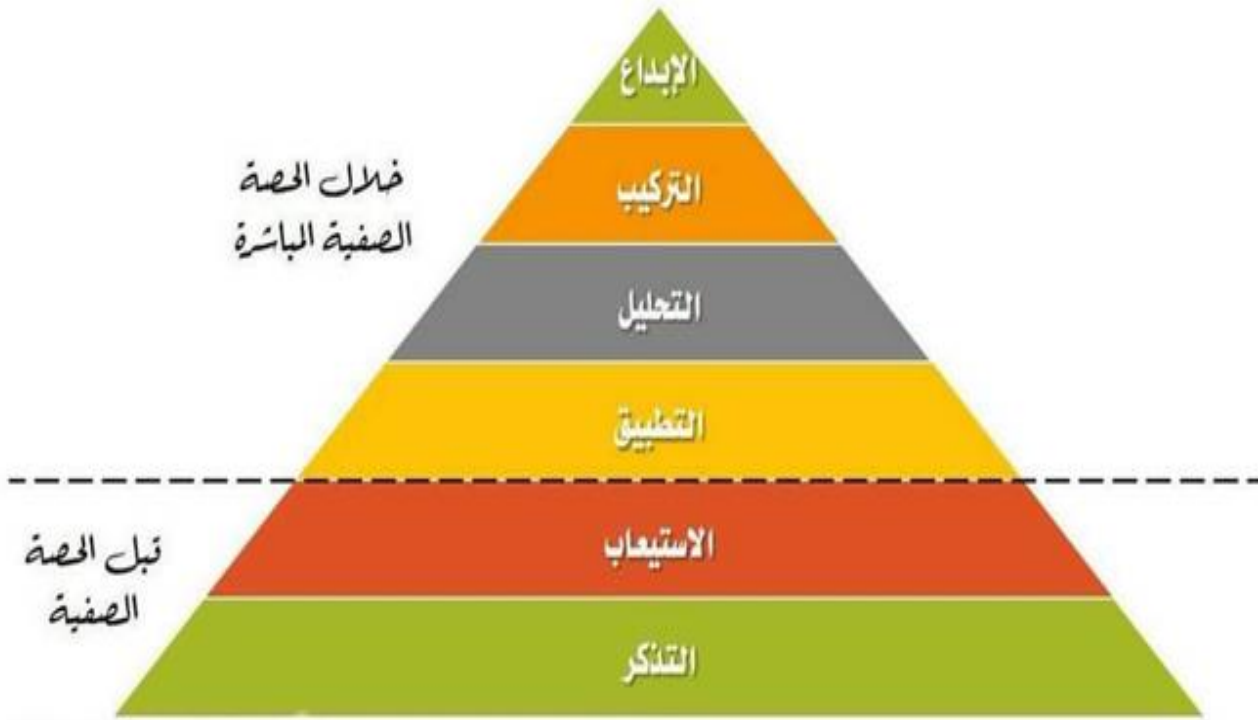 الإبداع
التركيب
خلال الحصة
الصفية المباشرة
التحليل
التطبيق
الاستيعاب
قبل الحصة
الصفية
التذكر